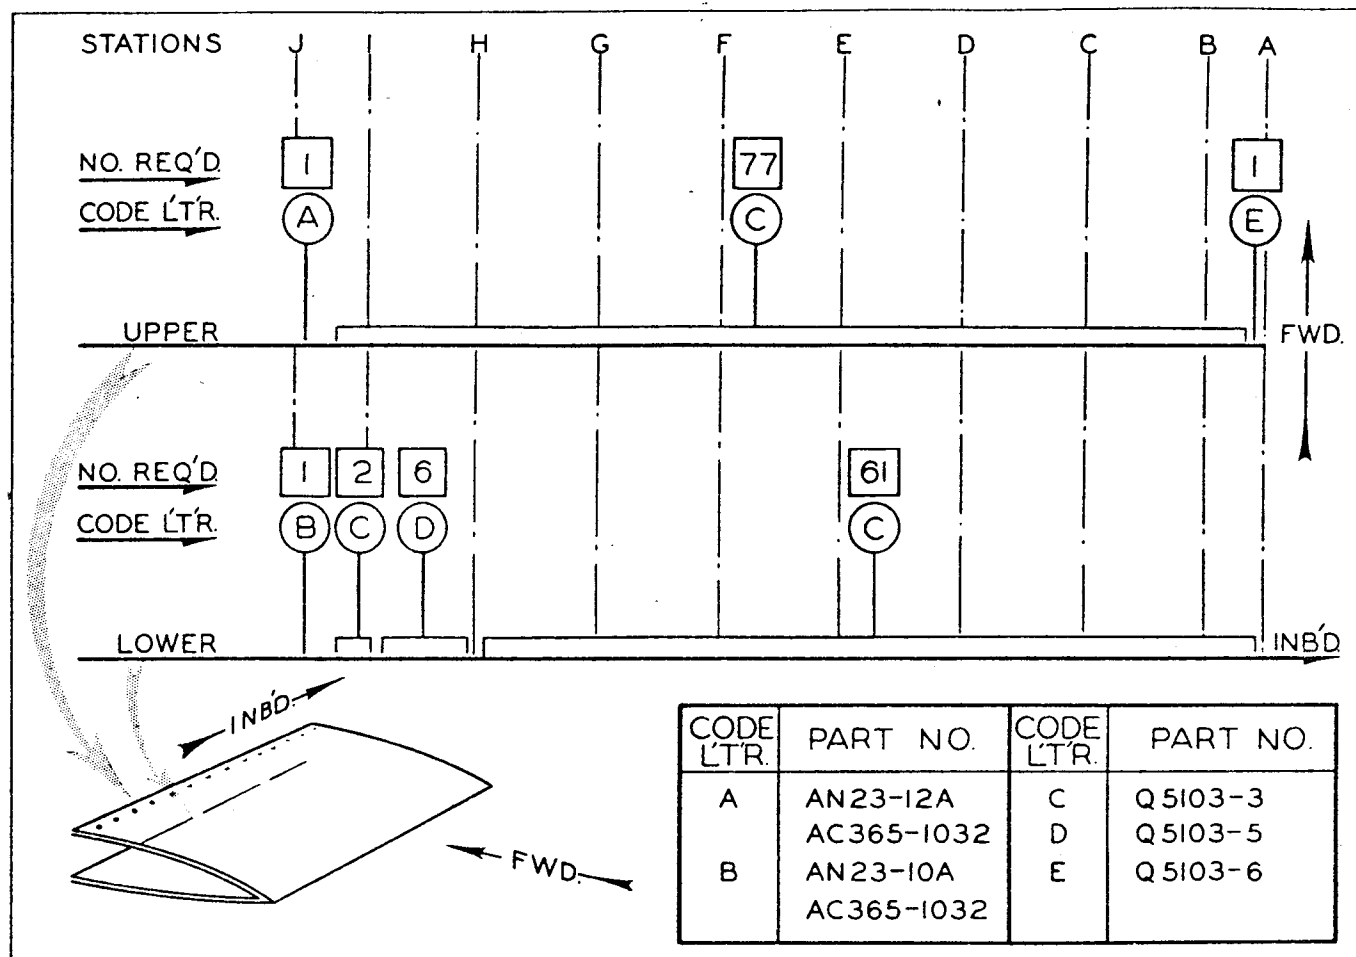 STATIONS J I H G F E D C B A
NO. REQ'D. 1 77 1
CODE L'T'R. A C E
UPPER
FWD.
NO. REQ'D. 1 2 6 61
CODE L'T'R. B C D C
LOWER
INB'D.
INB'D.
FWD.
CODE L'T'R. PART NO. CODE L'T'R. PART NO.
A AN23-12A C Q5103-3
AC365-1032 D Q5103-5
B AN23-10A E Q5103-6
AC365-1032